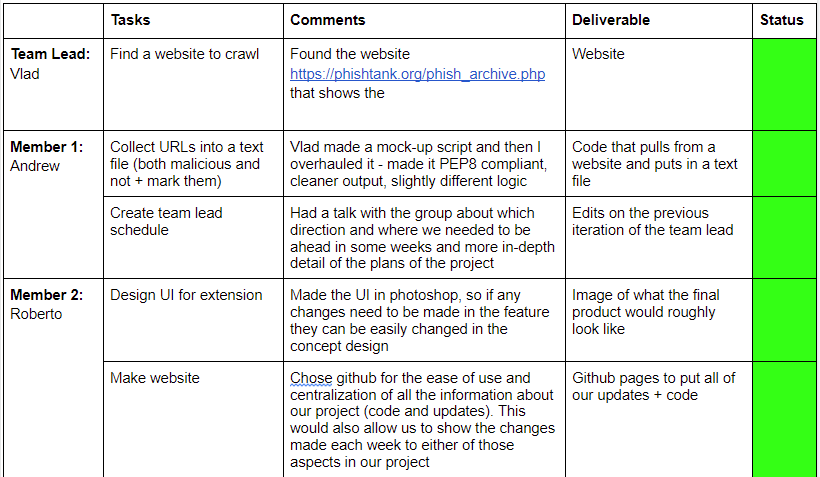 Tasks Comments Deliverable Status
Team Lead: Vlad
Find a website to crawl
Found the website
https://phishtank.org/phish_archive.php
that shows the
Website
Member 1: Andrew
Collect URLs into a text
file (both malicious and
not + mark them)
Vlad made a mock-up script and then I
overhauled it - made it PEP8 compliant,
cleaner output, slightly different logic
Code that pulls from a
website and puts in a text
file
Create team lead
schedule
Had a talk with the group about which
direction and where we needed to be
ahead in some weeks and more in-depth
detail of the plans of the project
Edits on the previous
iteration of the team lead
Member 2:
Roberto
Design UI for extension
Made the UI in photoshop, so if any
changes need to be made in the feature
they can be easily changed in the
concept design
Image of what the final
product would roughly
look like
Make website
Chose github for the ease of use and
centralization of all the information about
our project (code and updates). This
would also allow us to show the changes
made each week to either of those
aspects in our project
Github pages to put all of
our updates + code